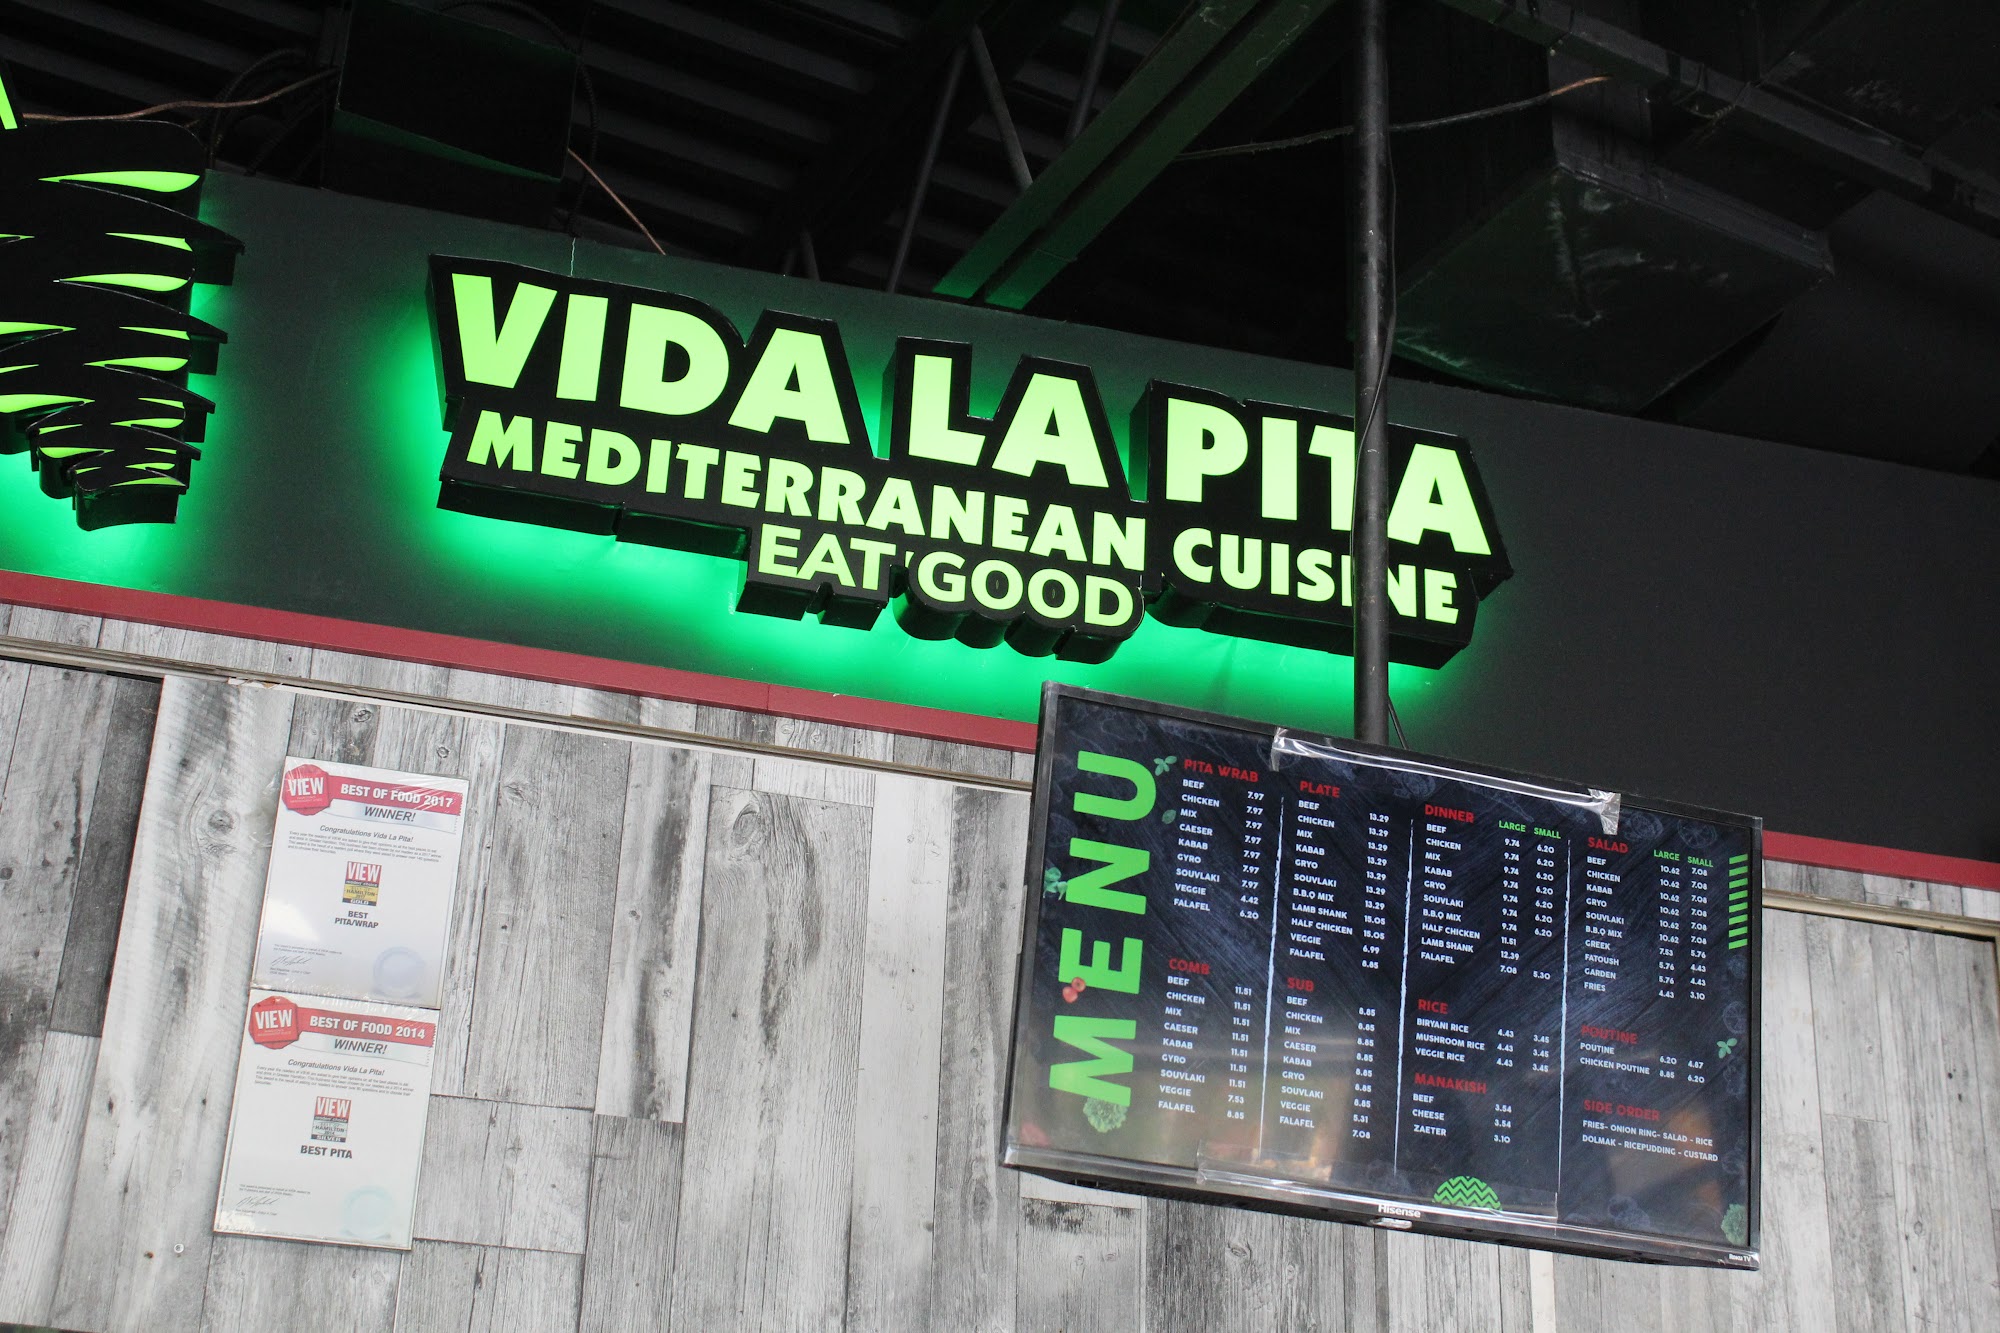 VIDA LA PITA
MEDITERRANEAN CUISINE
EAT GOOD
VIEW
BEST OF FOOD 2017
WINNER!
Congratulations Vida La Pita!
VIEW
HAMILTON
GOLD
BEST
PITA/WRAP
VIEW
BEST OF FOOD 2014
WINNER!
Congratulations Vida La Pita!
VIEW
HAMILTON
SILVER
BEST PITA
MENU
PITA WRAB
BEEF 7.97
CHICKEN 7.97
MIX 7.97
CAESER 7.97
KABAB 7.97
GYRO 7.97
SOUVLAKI 7.97
VEGGIE 4.42
FALAFEL 6.20
COMB
BEEF 11.51
CHICKEN 11.51
MIX 11.51
CAESER 11.51
KABAB 11.51
GYRO 11.51
SOUVLAKI 11.51
VEGGIE 7.53
FALAFEL 8.85
PLATE
BEEF 13.29
CHICKEN 13.29
MIX 13.29
KABAB 13.29
GRYO 13.29
SOUVLAKI 13.29
B.B.Q MIX 13.29
LAMB SHANK 15.05
HALF CHICKEN 15.05
VEGGIE 6.99
FALAFEL 8.85
SUB
BEEF 8.85
CHICKEN 8.85
MIX 8.85
CAESER 8.85
KABAB 8.85
GRYO 8.85
SOUVLAKI 8.85
VEGGIE 5.31
FALAFEL 7.08
DINNER LARGE SMALL
BEEF 9.74 6.20
CHICKEN 9.74 6.20
MIX 9.74 6.20
KABAB 9.74 6.20
GRYO 9.74 6.20
SOUVLAKI 9.74 6.20
B.B.Q MIX 9.74 6.20
HALF CHICKEN 11.51
LAMB SHANK 12.39
FALAFEL 7.08 5.30
RICE
BIRYANI RICE 4.43 3.45
MUSHROOM RICE 4.43 3.45
VEGGIE RICE 4.43 3.45
MANAKISH
BEEF 3.54
CHEESE 3.54
ZAETER 3.10
SALAD LARGE SMALL
BEEF 10.62 7.08
CHICKEN 10.62 7.08
KABAB 10.62 7.08
GRYO 10.62 7.08
SOUVLAKI 10.62 7.08
B.B.Q MIX 10.62 7.08
GREEK 7.53 5.76
FATOUSH 5.76 4.43
GARDEN 5.76 4.43
FRIES 4.43 3.10
POUTINE
POUTINE 6.20 4.87
CHICKEN POUTINE 8.85 6.20
SIDE ORDER
FRIES- ONION RING- SALAD - RICE
DOLMAK - RICEPUDDING - CUSTARD
Hisense
Roku TV